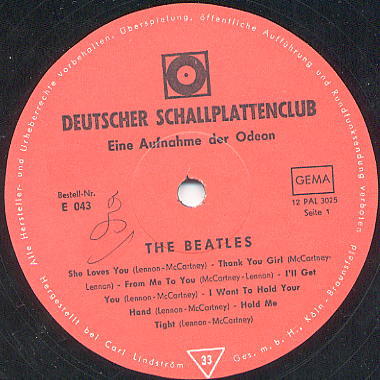 Alle Hersteller- und Urheberrechte vorbehalten. Überspielung, öffentliche Aufführung und Rundfunksendung verboten
DEUTSCHER SCHALLPLATTENCLUB
Eine Aufnahme der Odeon
Bestell-Nr.
E 043
GEMA
12 PAL 3025
Seite 1
THE BEATLES
She Loves You (Lennon-McCartney) - Thank You Girl (McCartney-
Lennon) - From Me To You (McCartney-Lennon) - I'll Get
You (Lennon-McCartney) - I Want To Hold Your
Hand (Lennon-McCartney) - Hold Me
Tight (Lennon-McCartney)
33
Hergestellt bei Carl Lindström Ges. m. b. H., Köln-Braunsfeld